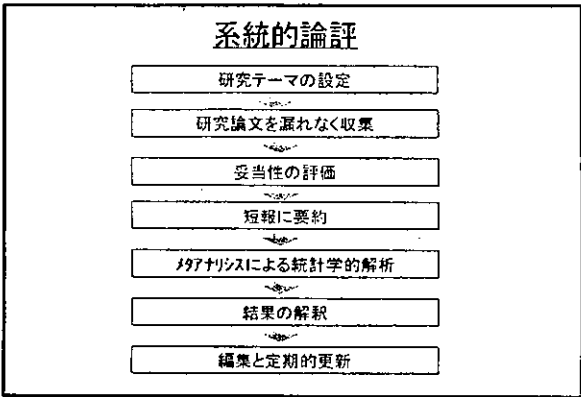 系統的論評
研究テーマの設定
研究論文を漏れなく収集
妥当性の評価
短報に要約
メタアナリシスによる統計学的解析
結果の解釈
編集と定期的更新